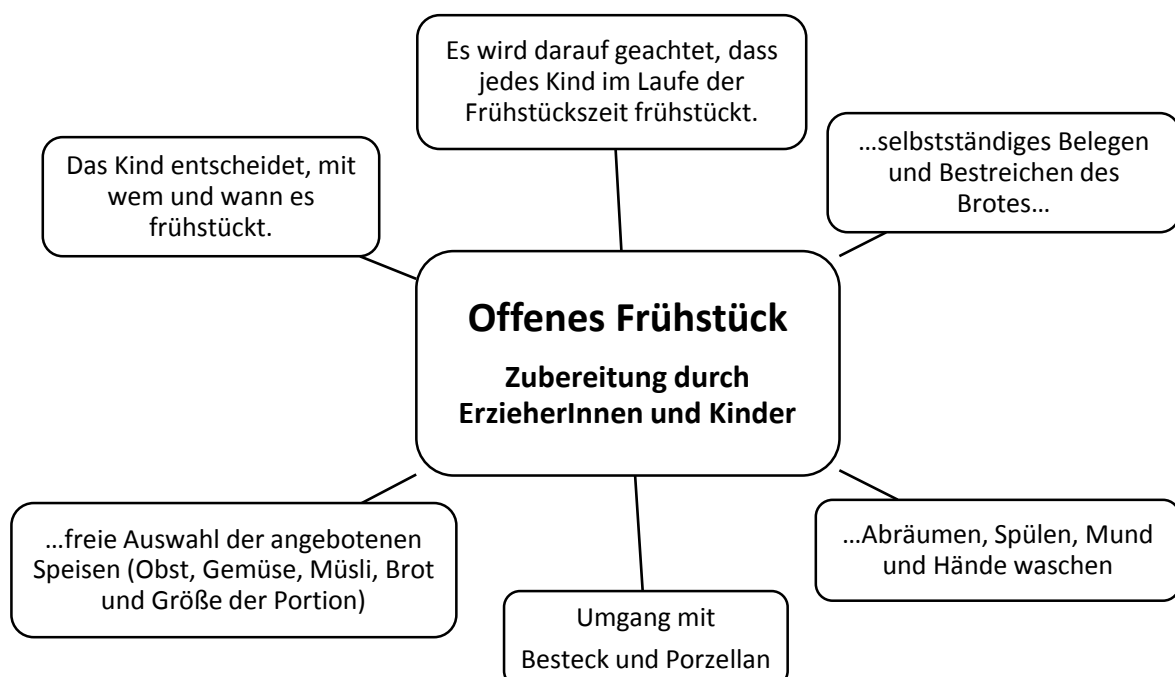 Es wird darauf geachtet, dass
jedes Kind im Laufe der
Frühstückszeit frühstückt.
Das Kind entscheidet, mit
wem und wann es
frühstückt.
…selbstständiges Belegen
und Bestreichen des
Brotes…
Offenes Frühstück
Zubereitung durch
ErzieherInnen und Kinder
…freie Auswahl der angebotenen
Speisen (Obst, Gemüse, Müsli, Brot
und Größe der Portion)
…Abräumen, Spülen, Mund
und Hände waschen
Umgang mit
Besteck und Porzellan